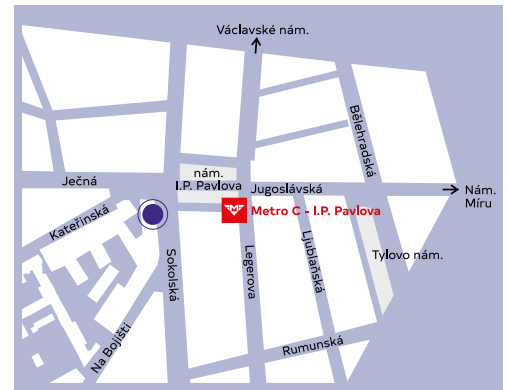 Václavské nám.
Bělehradská
nám.
I.P. Pavlova
Ječná
Jugoslávská
Nám.
Míru
Kateřinská
Metro C - I.P. Pavlova
Sokolská
Legerova
Ljublaňská
Tylovo nám.
Na Bojišti
Rumunská